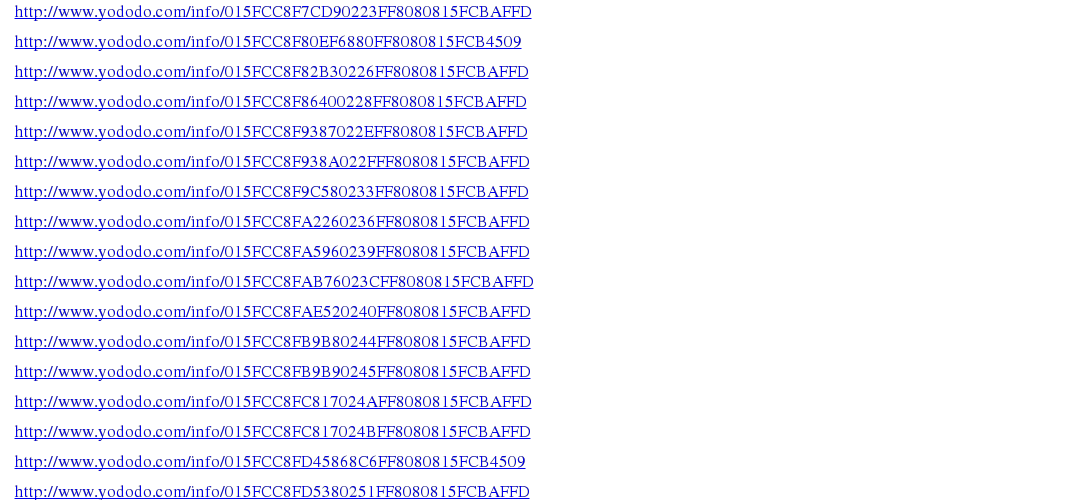 http://www.yododo.com/info/015FCC8F7CD90223FF8080815FCBAFFD
http://www.yododo.com/info/015FCC8F80EF6880FF8080815FCB4509
http://www.yododo.com/info/015FCC8F82B30226FF8080815FCBAFFD
http://www.yododo.com/info/015FCC8F86400228FF8080815FCBAFFD
http://www.yododo.com/info/015FCC8F9387022EFF8080815FCBAFFD
http://www.yododo.com/info/015FCC8F938A022FFF8080815FCBAFFD
http://www.yododo.com/info/015FCC8F9C580233FF8080815FCBAFFD
http://www.yododo.com/info/015FCC8FA2260236FF8080815FCBAFFD
http://www.yododo.com/info/015FCC8FA5960239FF8080815FCBAFFD
http://www.yododo.com/info/015FCC8FAB76023CFF8080815FCBAFFD
http://www.yododo.com/info/015FCC8FAE520240FF8080815FCBAFFD
http://www.yododo.com/info/015FCC8FB9B80244FF8080815FCBAFFD
http://www.yododo.com/info/015FCC8FB9B90245FF8080815FCBAFFD
http://www.yododo.com/info/015FCC8FC817024AFF8080815FCBAFFD
http://www.yododo.com/info/015FCC8FC817024BFF8080815FCBAFFD
http://www.yododo.com/info/015FCC8FD45868C6FF8080815FCB4509
http://www.yododo.com/info/015FCC8FD5380251FF8080815FCBAFFD